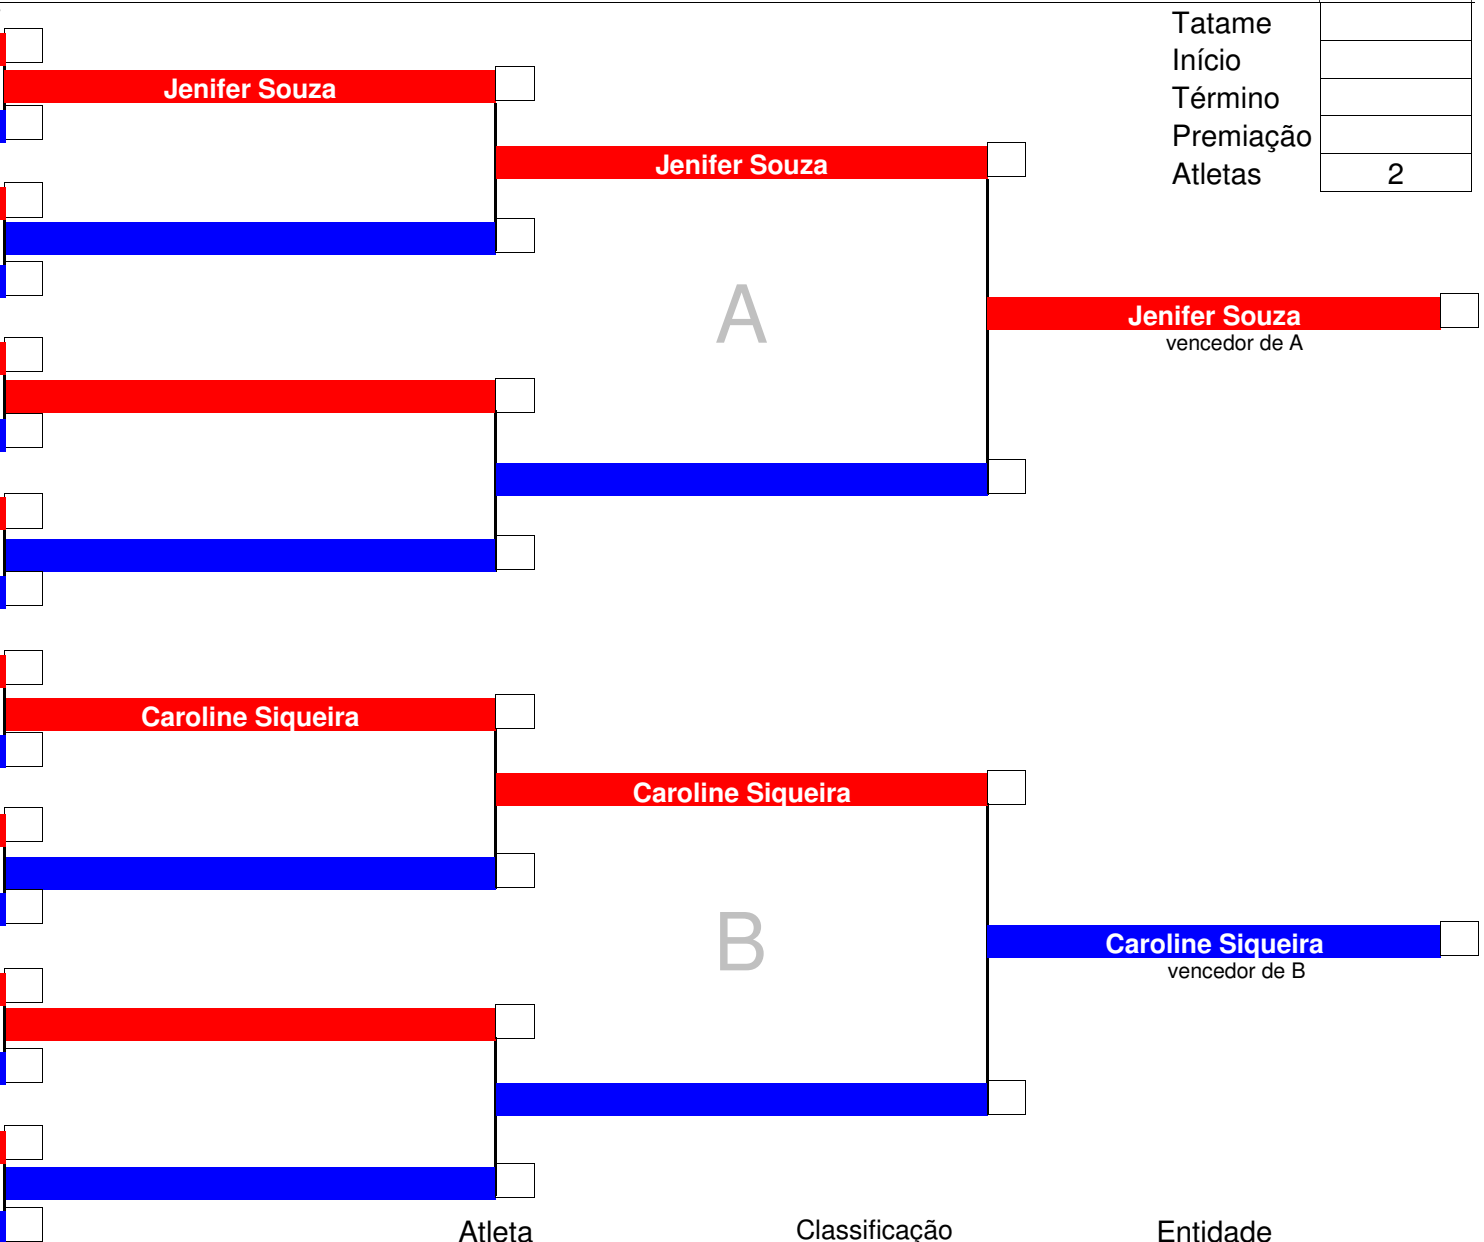 Tatame
Início
Término
Premiação
Atletas 2
Jenifer Souza
Jenifer Souza
A
Jenifer Souza
vencedor de A
Caroline Siqueira
Caroline Siqueira
B
Caroline Siqueira
vencedor de B
Atleta Classificação Entidade